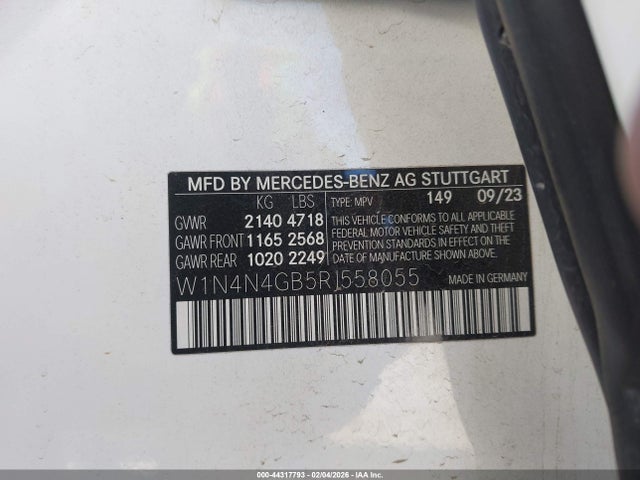 MFD BY MERCEDES-BENZ AG STUTTGART
KG LBS TYPE: MPV 149 09/23
GVWR 2140 4718 THIS VEHICLE CONFORMS TO ALL APPLICABLE
GAWR FRONT 1165 2568 FEDERAL MOTOR VEHICLE SAFETY AND THEFT
GAWR REAR 1020 2249 PREVENTION STANDARDS IN EFFECT ON THE
DATE OF MANUFACTURE SHOWN ABOVE.
W1N4N4GB5RJ558055 MADE IN GERMANY
000-44317793 - 02/04/2026 - IAAI.COM